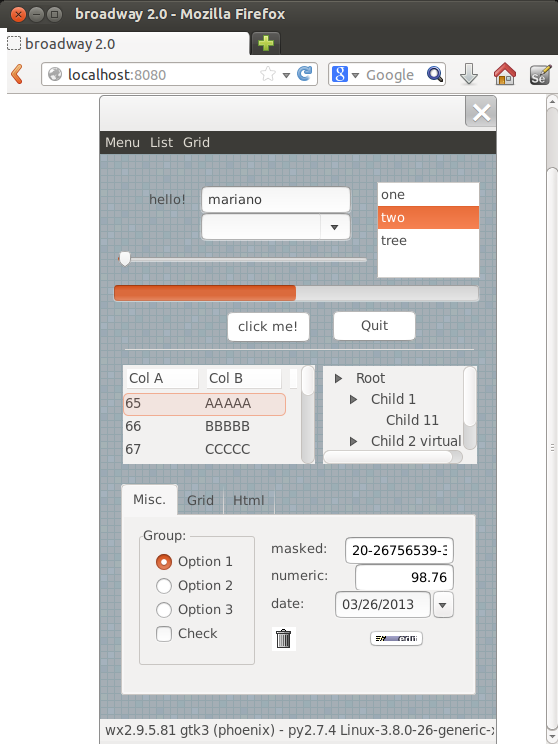 broadway 2.0 - Mozilla Firefox
broadway 2.0
localhost:8080 Google
Se
Menu List Grid
hello! mariano
one
two
tree
click me! Quit
Col A Col B
65 AAAAA
66 BBBBB
67 CCCCC
Root
Child 1
Child 11
Child 2 virtual
Misc. Grid Html
Group:
Option 1
Option 2
Option 3
Check
masked: 20-26756539-3
numeric: 98.76
date: 03/26/2013
edit
wx2.9.5.81 gtk3 (phoenix) - py2.7.4 Linux-3.8.0-26-generic-x